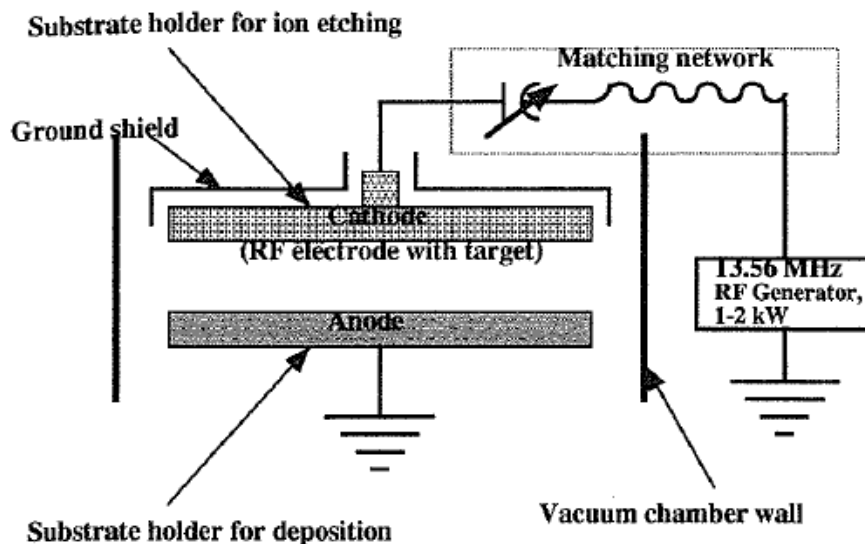 Substrate holder for ion etching
Matching network
Ground shield
Cathode
(RF electrode with target)
13.56 MHz
RF Generator,
1-2 kW
Anode
Vacuum chamber wall
Substrate holder for deposition